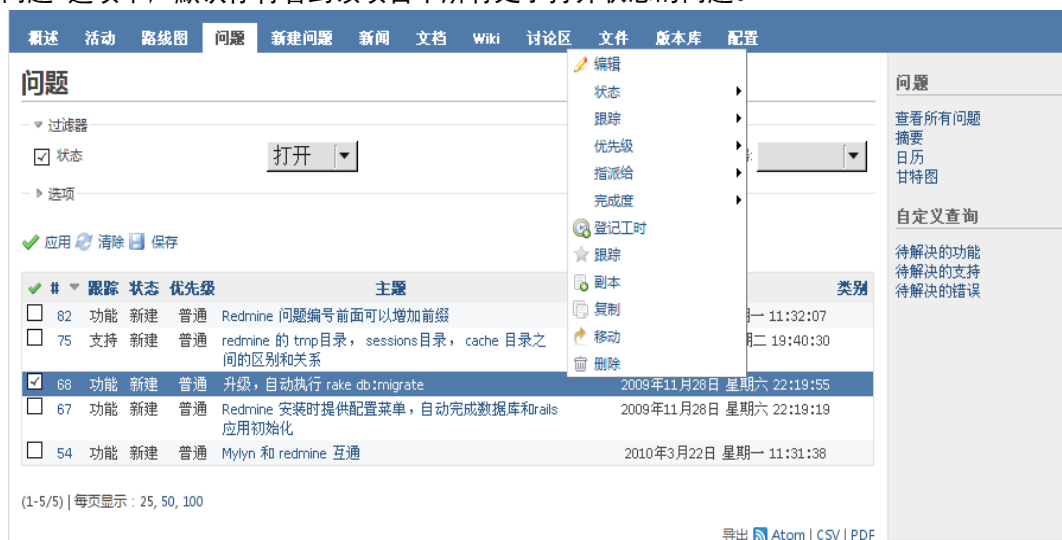 概述 活动 路线图 问题 新建问题 新闻 文档 Wiki 讨论区 文件 版本库 配置
问题
过滤器
状态 打开
选项
应用 清除 保存
编辑
状态
跟踪
优先级
指派给
完成度
登记工时
跟踪
副本
复制
移动
删除
# 跟踪 状态 优先级 主题 类别
82 功能 新建 普通 Redmine 问题编号前面可以增加前缀 一 11:32:07
75 支持 新建 普通 redmine 的 tmp目录， sessions目录， cache 目录之 二 19:40:30
间的区别和关系
68 功能 新建 普通 升级，自动执行 rake db:migrate 2009年11月28日 星期六 22:19:55
67 功能 新建 普通 Redmine 安装时提供配置菜单，自动完成数据库和rails 2009年11月28日 星期六 22:19:19
应用初始化
54 功能 新建 普通 Mylyn 和 redmine 互通 2010年3月22日 星期一 11:31:38
(1-5/5) | 每页显示 : 25, 50, 100
导出 Atom | CSV | PDF
问题
查看所有问题
摘要
日历
甘特图
自定义查询
待解决的功能
待解决的支持
待解决的错误